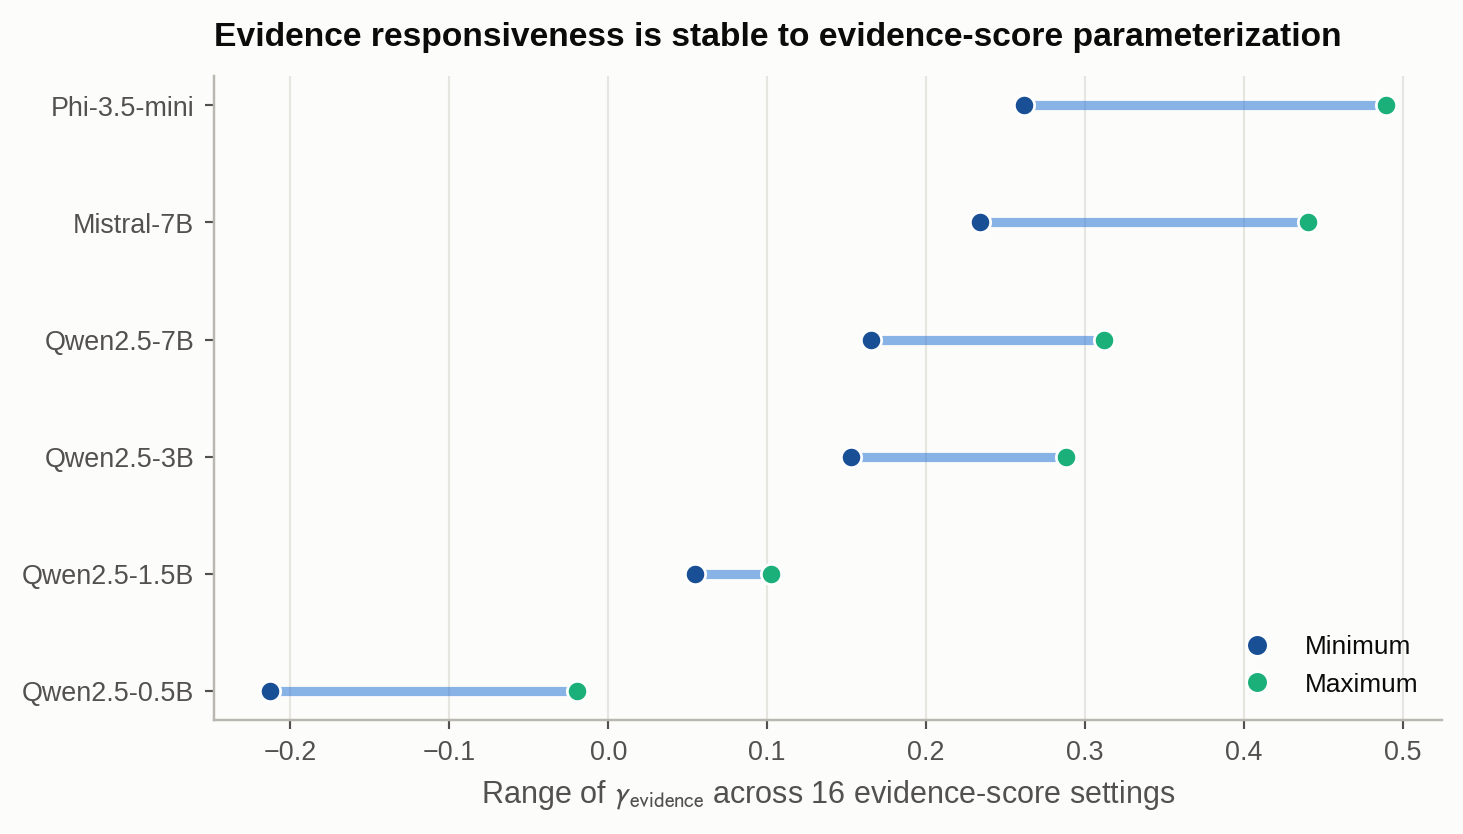 Evidence responsiveness is stable to evidence-score parameterization
Phi-3.5-mini
Mistral-7B
Qwen2.5-7B
Qwen2.5-3B
Qwen2.5-1.5B
Qwen2.5-0.5B
Minimum
Maximum
−0.2 −0.1 0.0 0.1 0.2 0.3 0.4 0.5
Range of γevidence across 16 evidence-score settings